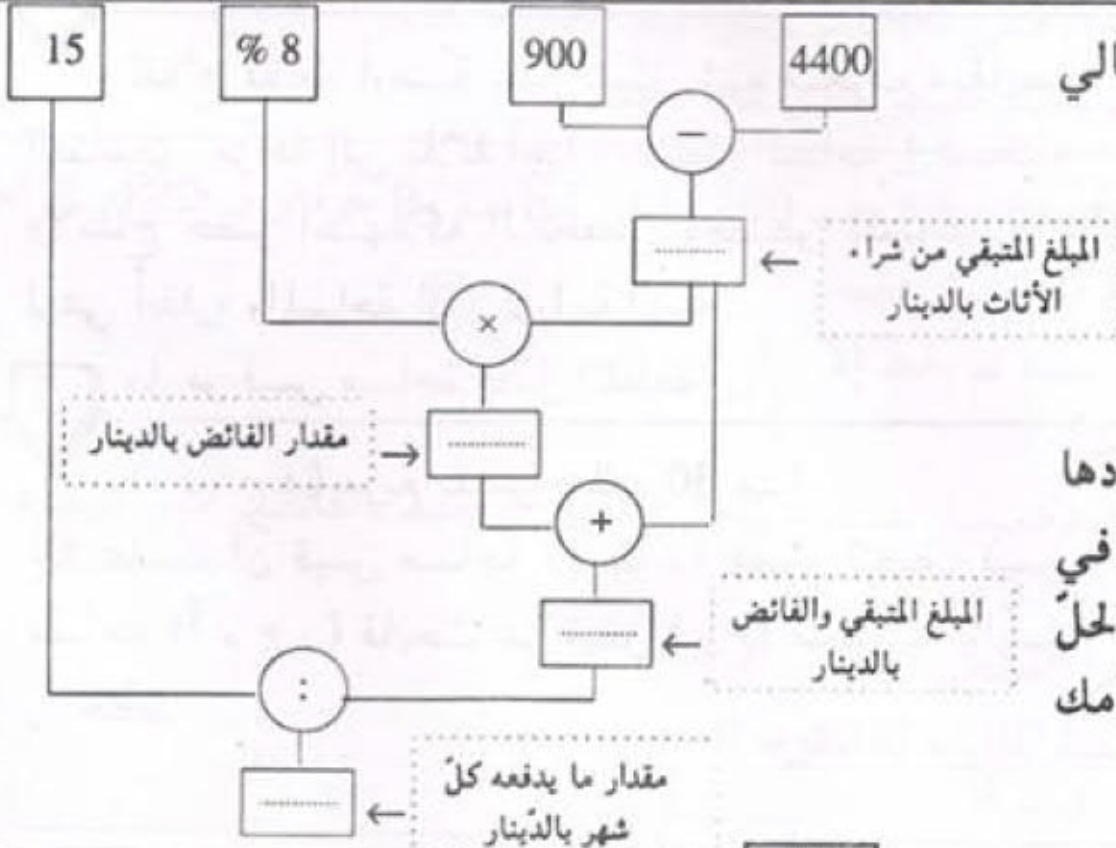 15
% 8
900
4400
الي
−
..........
←
المبلغ المتبقي من شراء
الأثاث بالدينار
×
مقدار الفائض بالدينار
→
..........
+
دها
في
لحلّ
مك
..........
←
المبلغ المتبقي والفائض
بالدينار
:
..........
←
مقدار ما يدفعه كلّ
شهر بالدّينار